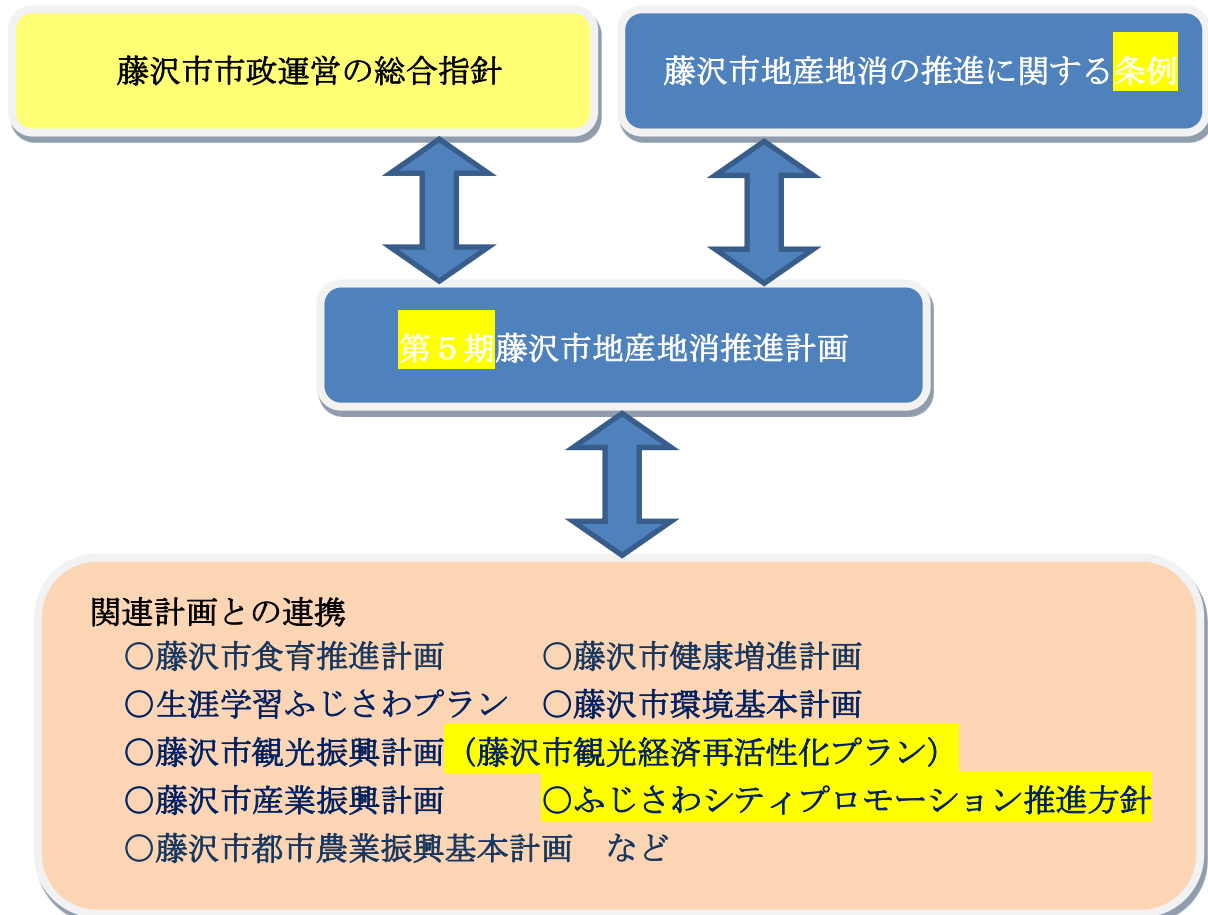 藤沢市市政運営の総合指針
藤沢市地産地消の推進に関する条例
第５期藤沢市地産地消推進計画
関連計画との連携
○藤沢市食育推進計画　　　○藤沢市健康増進計画
○生涯学習ふじさわプラン　○藤沢市環境基本計画
○藤沢市観光振興計画（藤沢市観光経済再活性化プラン）
○藤沢市産業振興計画　　　○ふじさわシティプロモーション推進方針
○藤沢市都市農業振興基本計画　など